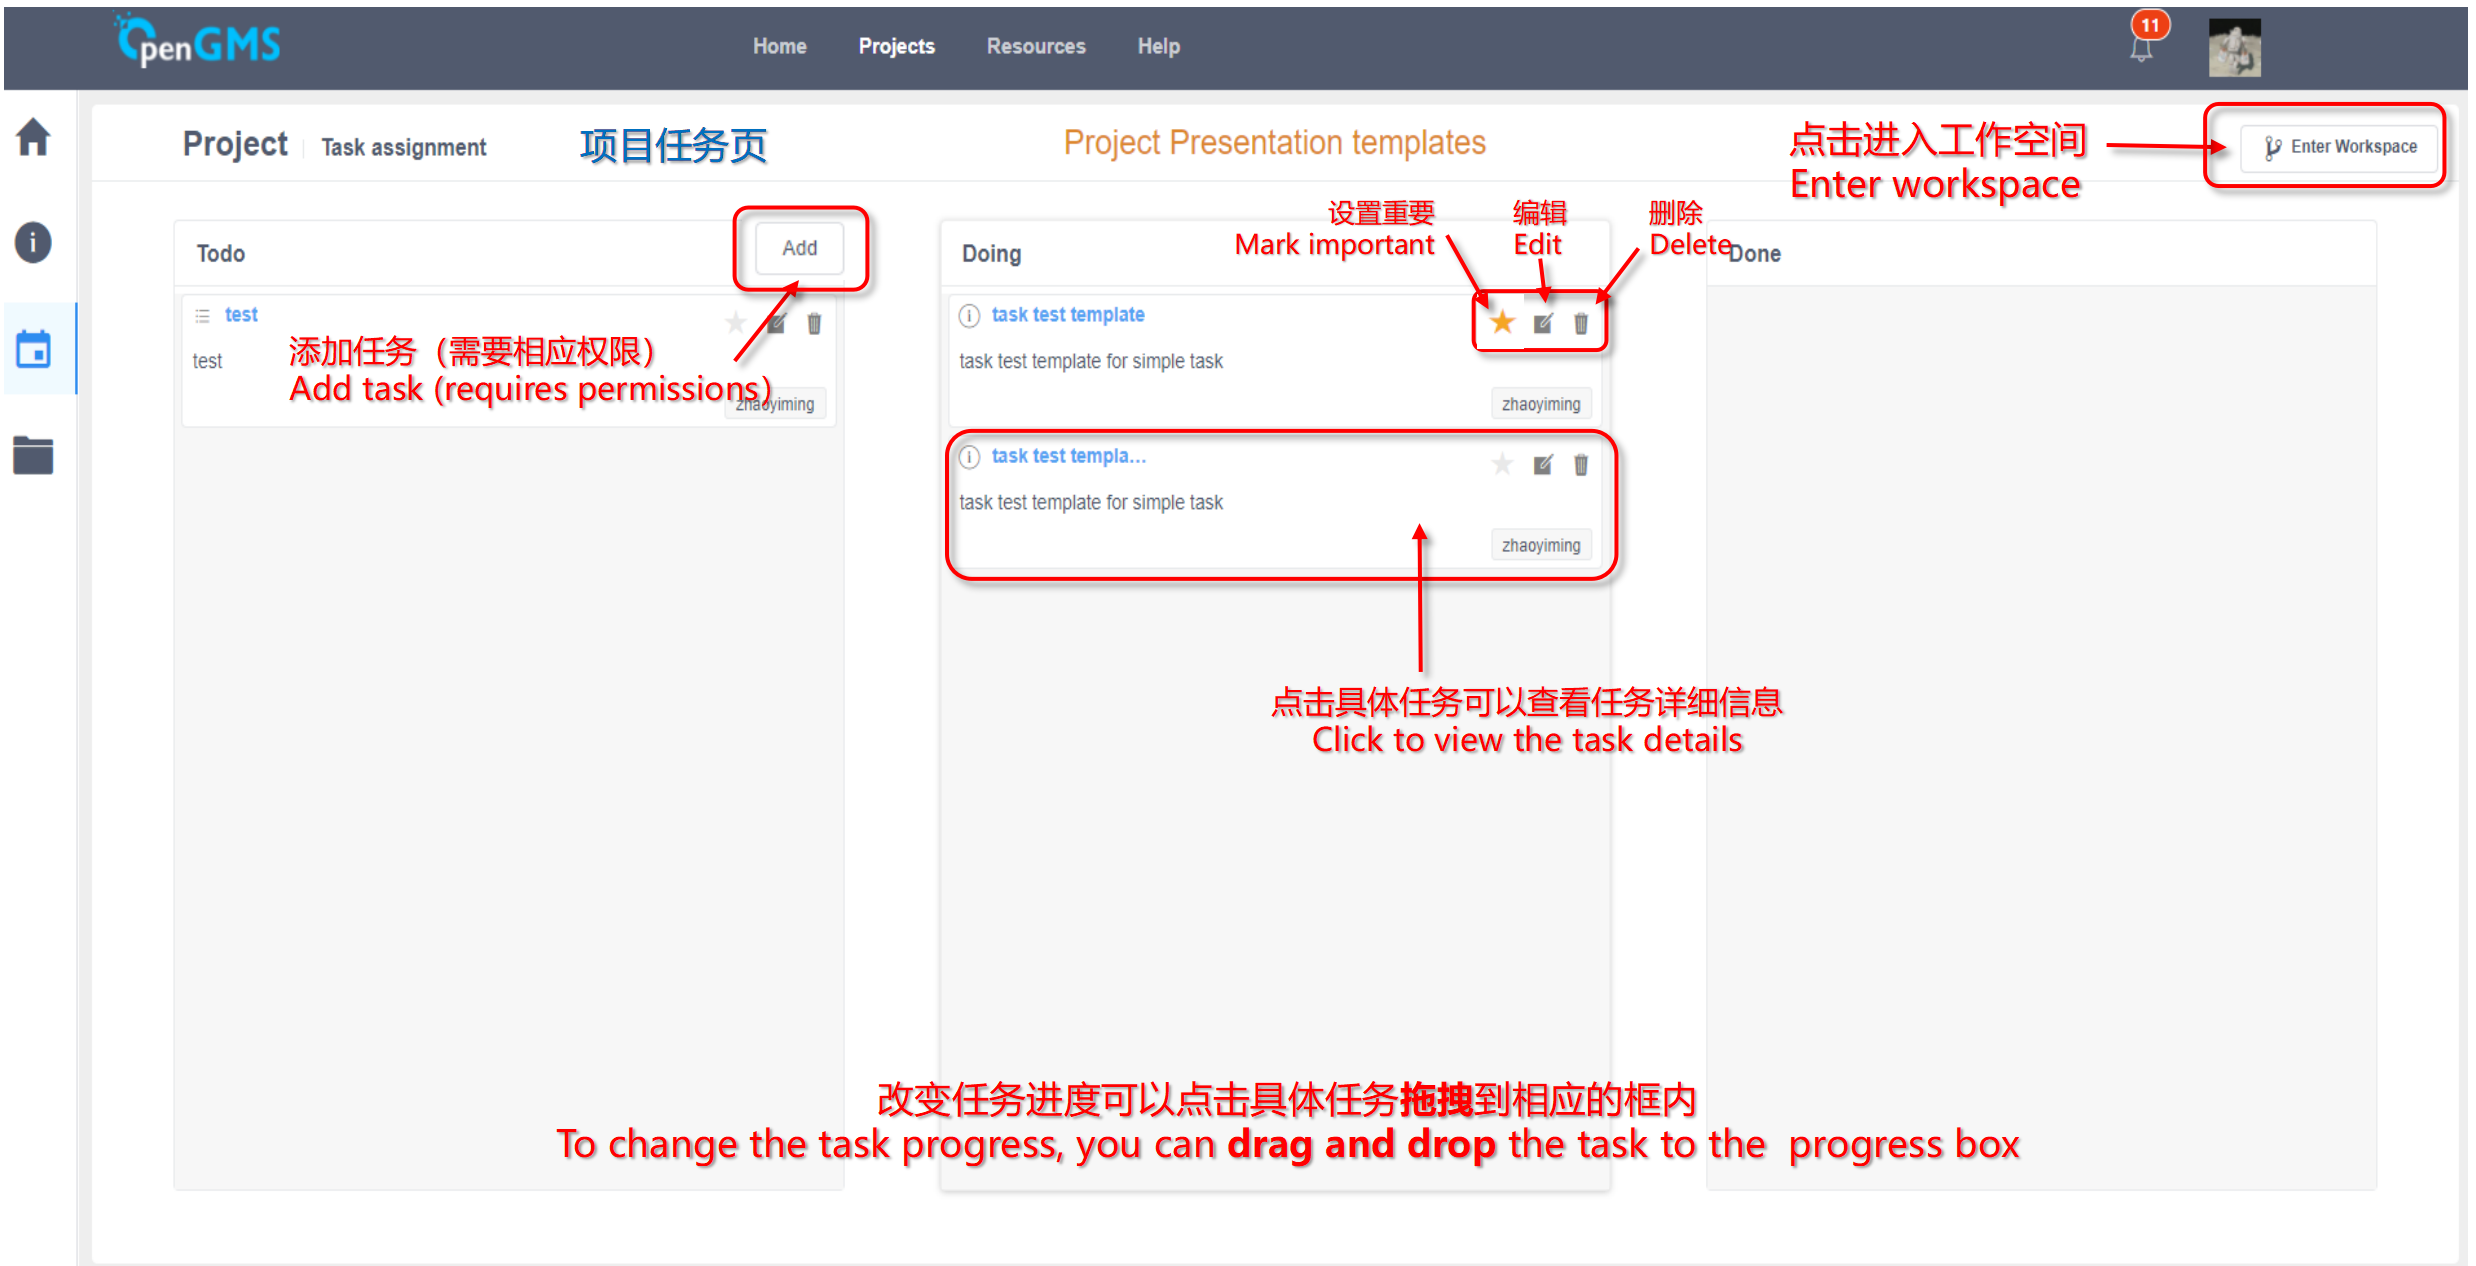 OpenGMS
Home Projects Resources Help
11
Project Task assignment 项目任务页 Project Presentation templates
点击进入工作空间
Enter workspace
Enter Workspace
Todo
Add
test
test
添加任务（需要相应权限）
Add task (requires permissions)
zhaoyiming
Doing
设置重要
Mark important
编辑
Edit
删除
Delete
task test template
task test template for simple task
zhaoyiming
task test templa...
task test template for simple task
zhaoyiming
点击具体任务可以查看任务详细信息
Click to view the task details
Done
改变任务进度可以点击具体任务拖拽到相应的框内
To change the task progress, you can drag and drop the task to the progress box